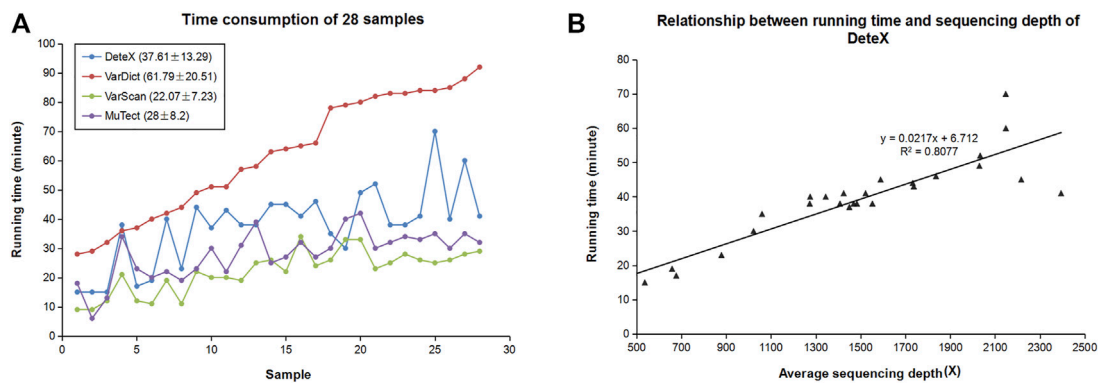 A
Time consumption of 28 samples
100
90
80
70
60
50
40
30
20
10
0
Running time (minute)
DeteX (37.61±13.29)
VarDict (61.79±20.51)
VarScan (22.07±7.23)
MuTect (28±8.2)
0 5 10 15 20 25 30
Sample
B
Relationship between running time and sequencing depth of
DeteX
80
70
60
50
40
30
20
10
0
Running time (minute)
y = 0.0217x + 6.712
R² = 0.8077
500 700 900 1100 1300 1500 1700 1900 2100 2300 2500
Average sequencing depth(X)